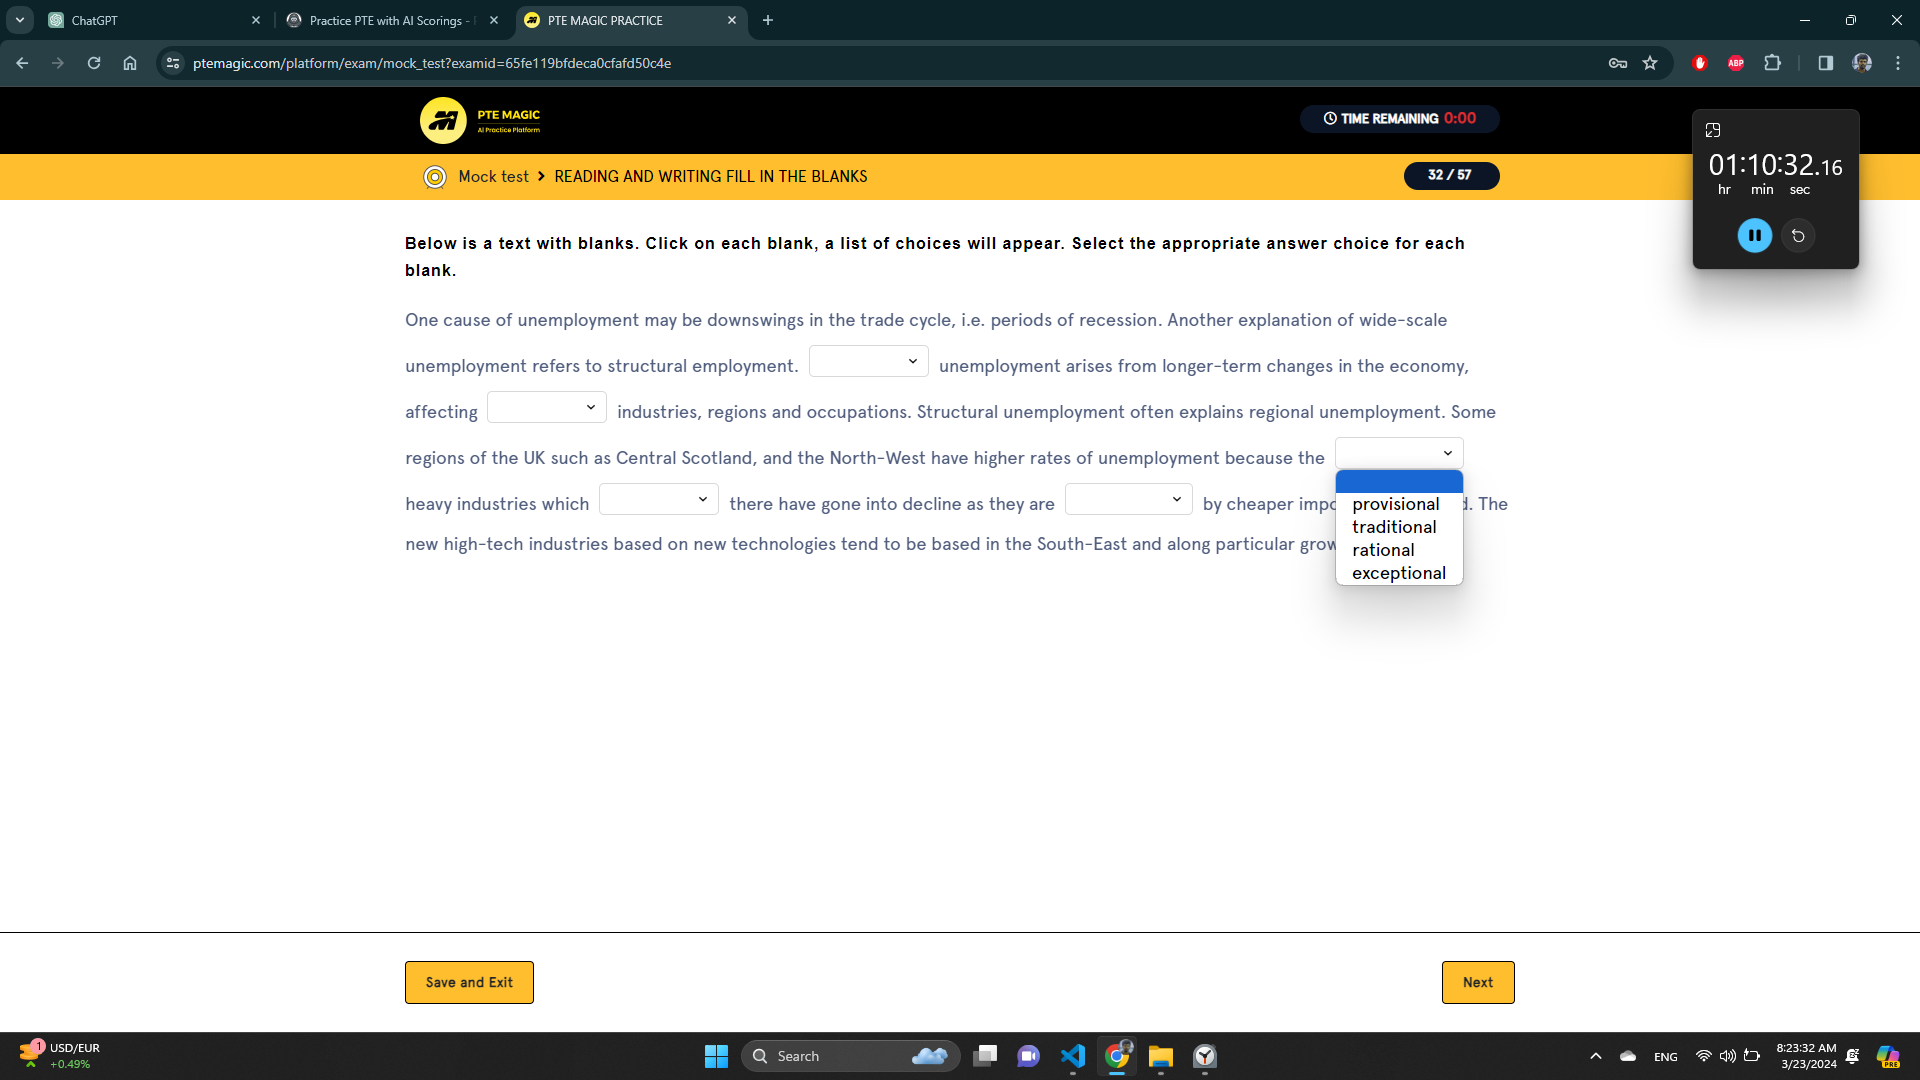 ChatGPT
Practice PTE with AI Scorings -
PTE MAGIC PRACTICE
ptemagic.com/platform/exam/mock_test?examid=65fe119bfdeca0cfafd50c4e
ABP
PTE MAGIC
AI Practice Platform
TIME REMAINING 0:00
01:10:32.16
hr min sec
Mock test > READING AND WRITING FILL IN THE BLANKS
32 / 57
Below is a text with blanks. Click on each blank, a list of choices will appear. Select the appropriate answer choice for each
blank.
One cause of unemployment may be downswings in the trade cycle, i.e. periods of recession. Another explanation of wide-scale
unemployment refers to structural employment. unemployment arises from longer-term changes in the economy,
affecting industries, regions and occupations. Structural unemployment often explains regional unemployment. Some
regions of the UK such as Central Scotland, and the North-West have higher rates of unemployment because the
heavy industries which there have gone into decline as they are by cheaper The
new high-tech industries based on new technologies tend to be based in the South-East and along particular
provisional
traditional
rational
exceptional
Save and Exit
Next
1
USD/EUR
+0.49%
Search
ENG
8:23:32 AM
3/23/2024
PRE